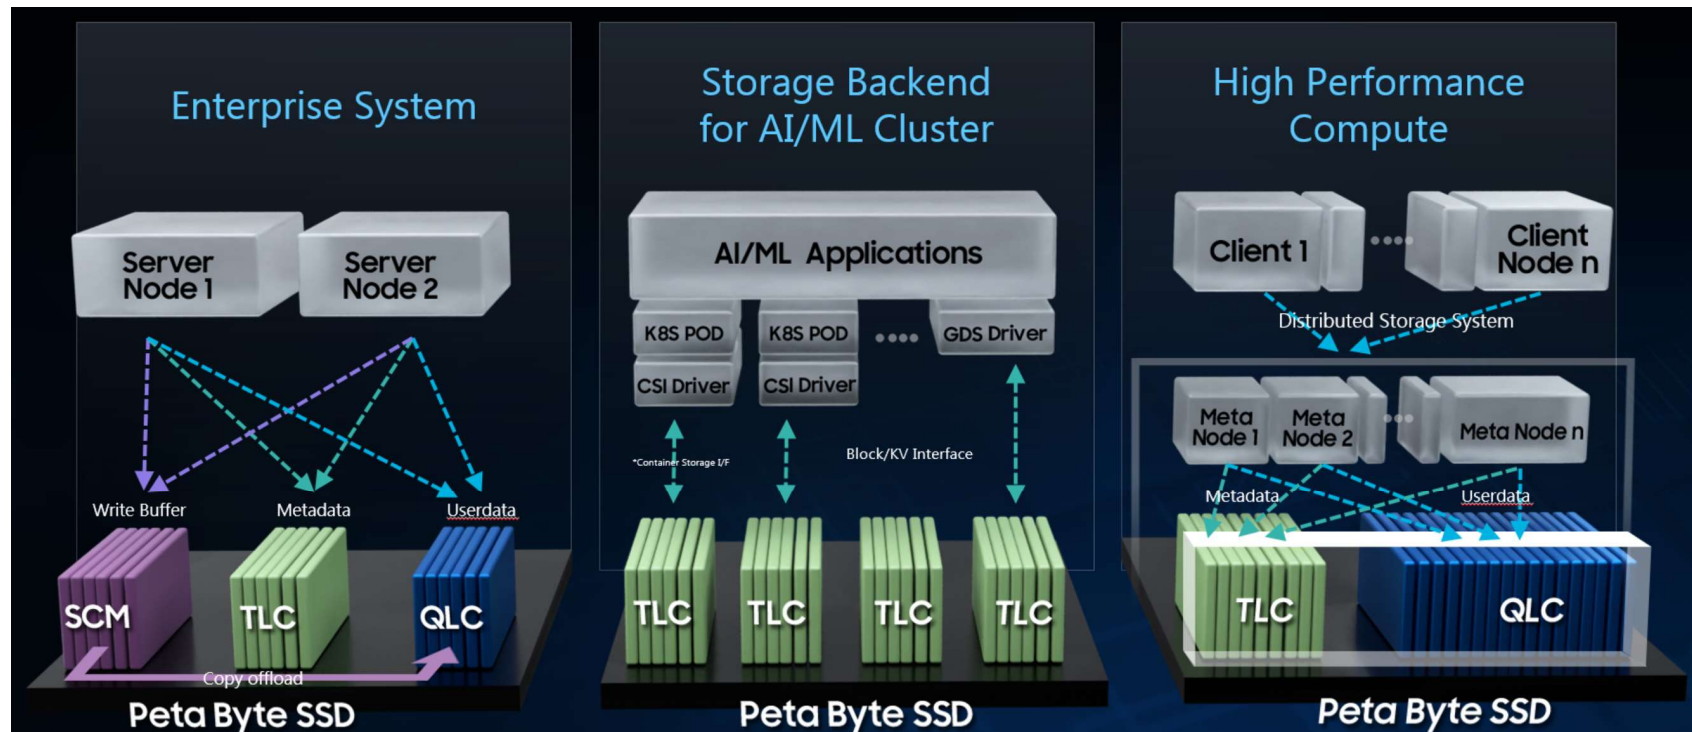 Enterprise System
Server
Node 1
Server
Node 2
Write Buffer
Metadata
Userdata
SCM
TLC
QLC
Copy offload
Peta Byte SSD
Storage Backend
for AI/ML Cluster
AI/ML Applications
K8S POD
K8S POD
GDS Driver
CSI Driver
CSI Driver
*Container Storage I/F
Block/KV Interface
TLC
TLC
TLC
TLC
Peta Byte SSD
High Performance
Compute
Client 1
Client
Node n
Distributed Storage System
Meta
Node 1
Meta
Node 2
Meta Node n
Metadata
Userdata
TLC
QLC
Peta Byte SSD